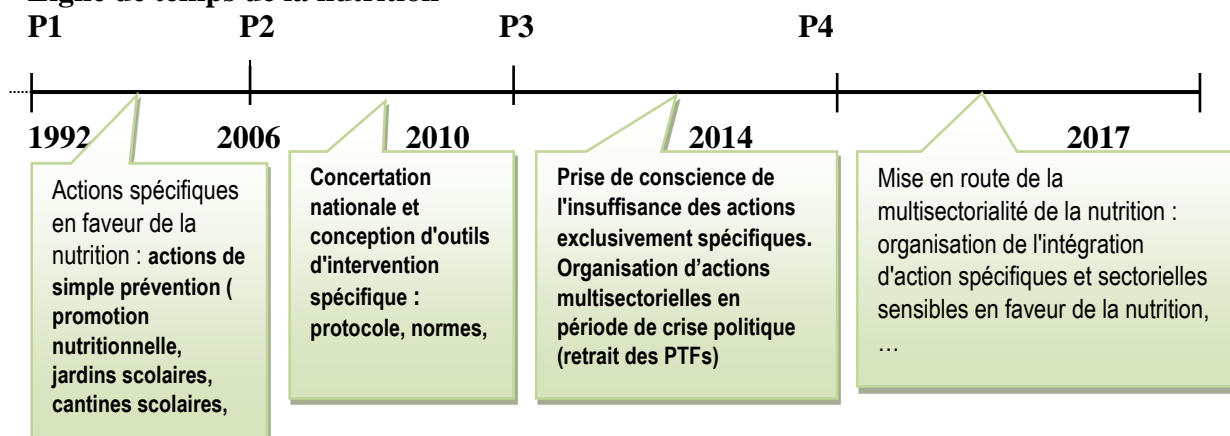 Ligne de temps de la nutrition
P1 P2 P3 P4
1992 2006 2010 2014 2017
Actions spécifiques
en faveur de la
nutrition : actions de
simple prévention (
promotion
nutritionnelle,
jardins scolaires,
cantines scolaires,
Concertation
nationale et
conception d'outils
d'intervention
spécifique :
protocole, normes,
Prise de conscience de
l'insuffisance des actions
exclusivement spécifiques.
Organisation d’actions
multisectorielles en
période de crise politique
(retrait des PTFs)
Mise en route de la
multisectorialité de la nutrition :
organisation de l'intégration
d'action spécifiques et sectorielles
sensibles en faveur de la nutrition,
…